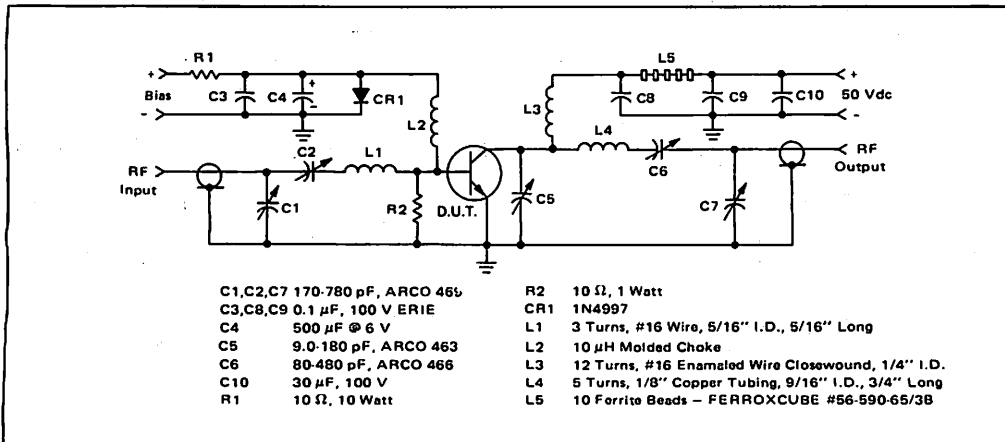 R1
L5
+
+
+
Bias
C3
C4
CR1
L2
L3
C8
C9
C10
50 Vdc
-
-
-
C2
L1
L4
C6
RF
Input
RF
Output
C1
R2
D.U.T.
C5
C7
C1,C2,C7 170-780 pF, ARCO 469
C3,C8,C9 0.1 μF, 100 V ERIE
C4 500 μF @ 6 V
C5 9.0-180 pF, ARCO 463
C6 80-480 pF, ARCO 466
C10 30 μF, 100 V
R1 10 Ω, 10 Watt
R2 10 Ω, 1 Watt
CR1 1N4997
L1 3 Turns, #16 Wire, 5/16'' I.D., 5/16'' Long
L2 10 μH Molded Choke
L3 12 Turns, #16 Enameled Wire Closewound, 1/4'' I.D.
L4 5 Turns, 1/8'' Copper Tubing, 9/16'' I.D., 3/4'' Long
L5 10 Ferrite Beads – FERROXCUBE #56-590-65/3B